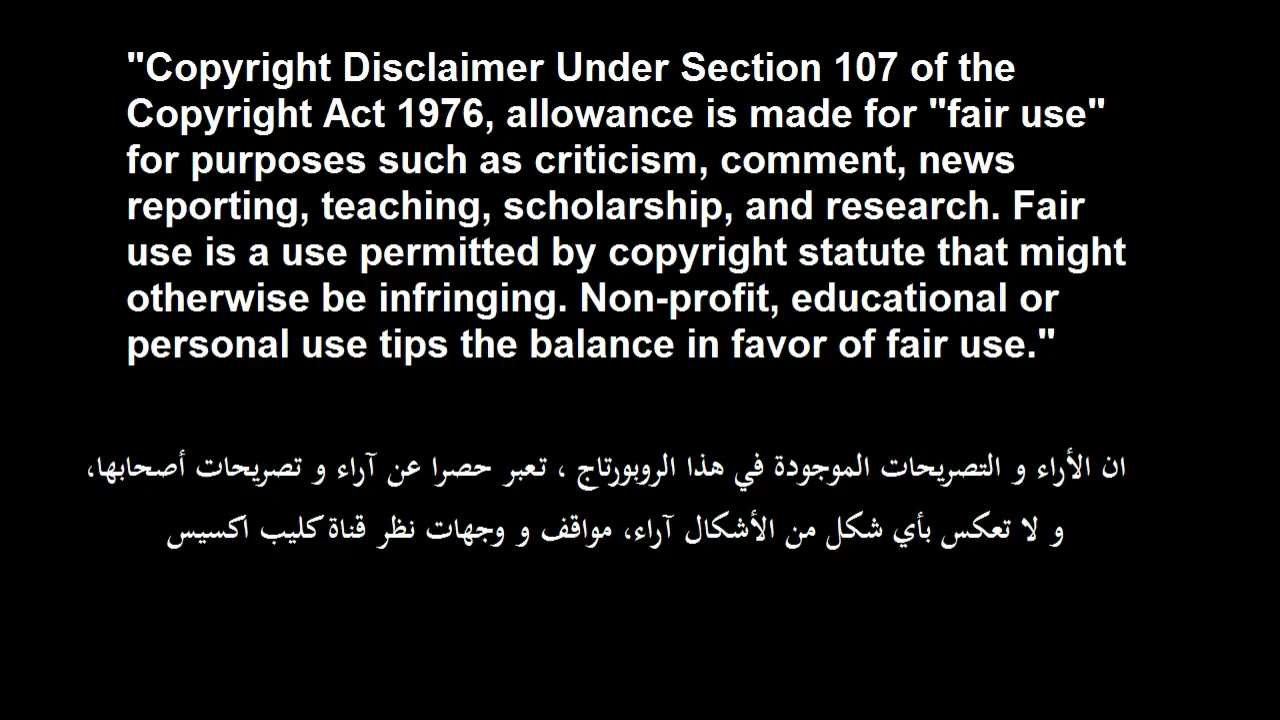 "Copyright Disclaimer Under Section 107 of the
Copyright Act 1976, allowance is made for "fair use"
for purposes such as criticism, comment, news
reporting, teaching, scholarship, and research. Fair
use is a use permitted by copyright statute that might
otherwise be infringing. Non-profit, educational or
personal use tips the balance in favor of fair use."
ان الأراء و التصريحات الموجودة في هذا الروبورتاج ، تعبر حصرا عن آراء و تصريحات أصحابها،
و لا تعكس بأي شكل من الأشكال آراء، مواقف و وجهات نظر قناة كليب اكسيس